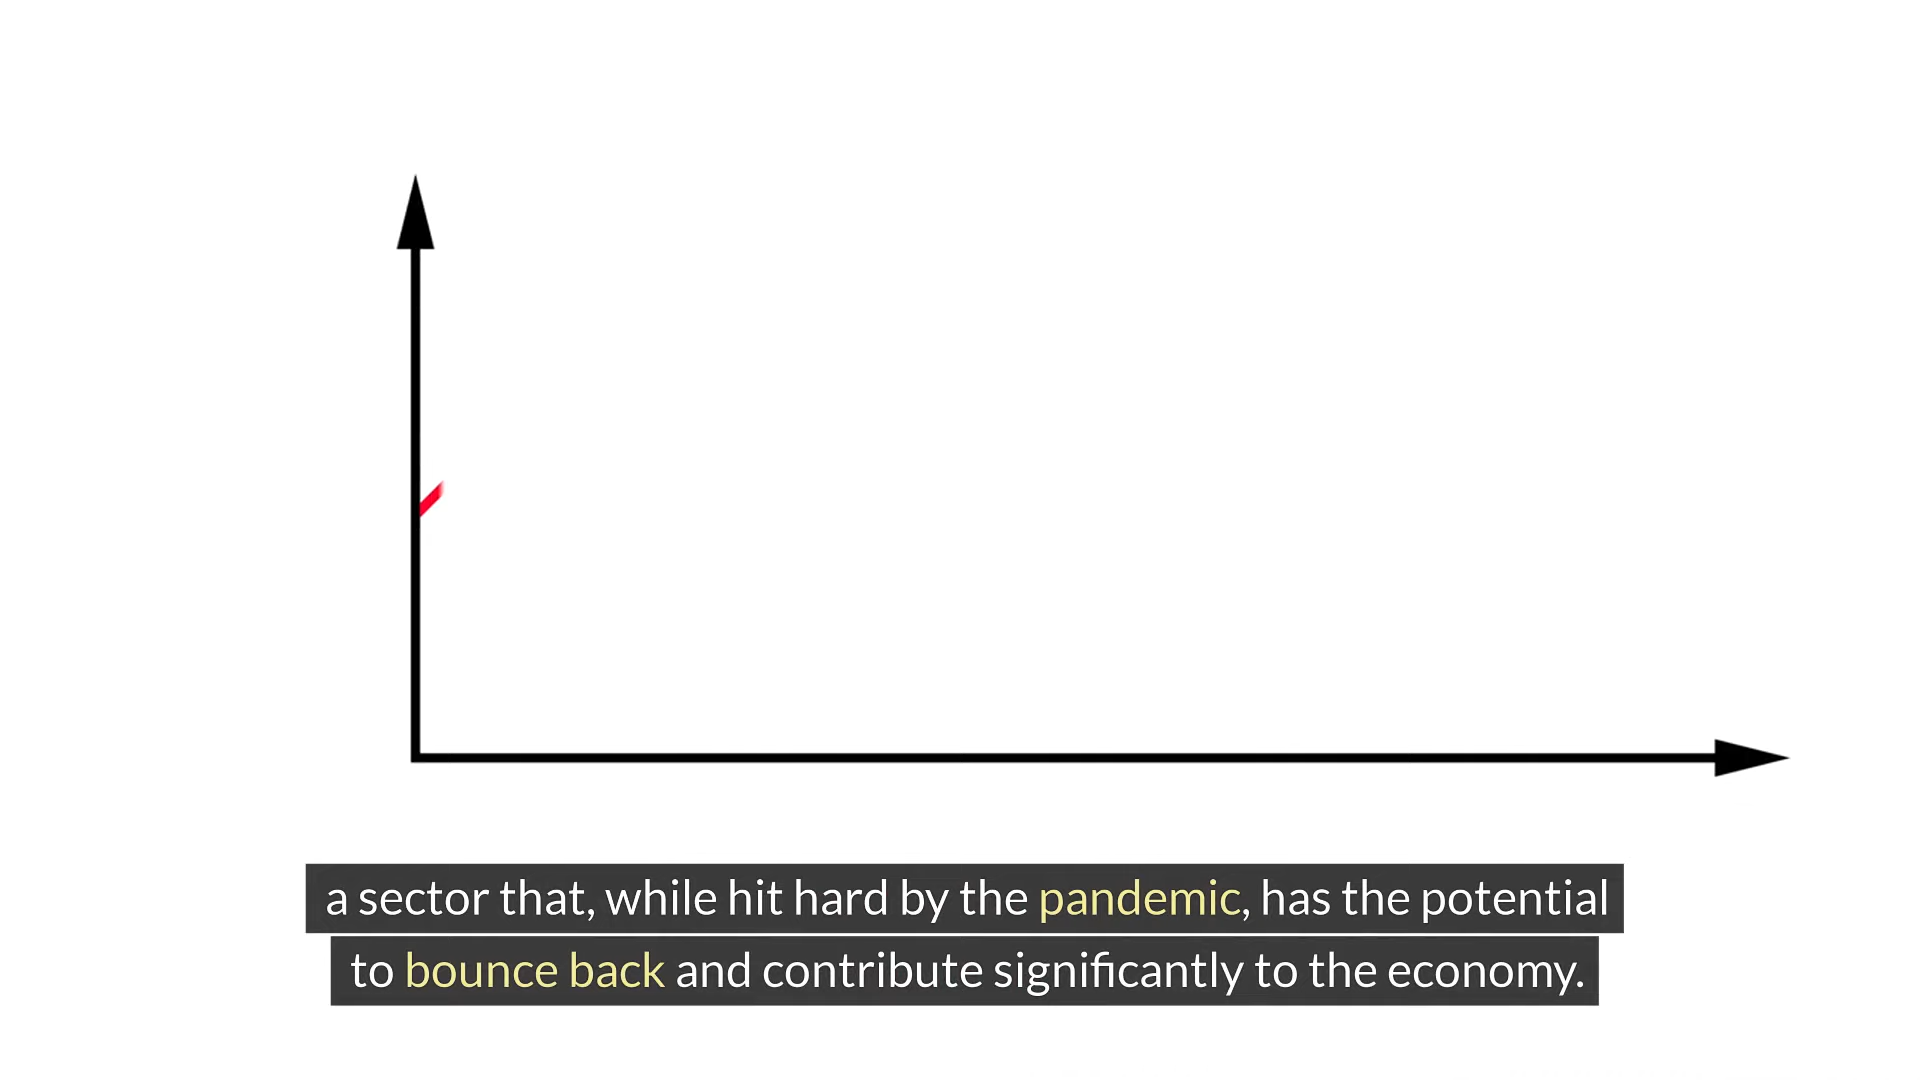 a sector that, while hit hard by the pandemic, has the potential
to bounce back and contribute significantly to the economy.